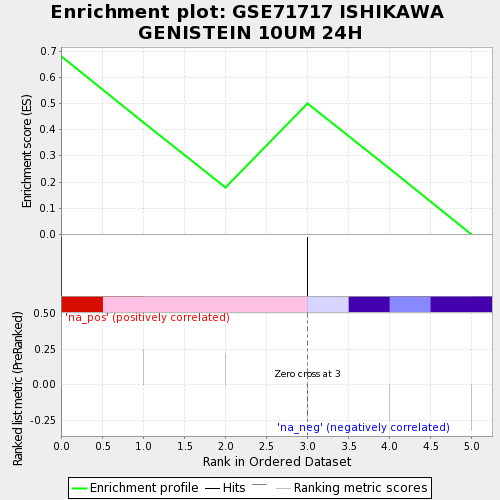 Enrichment plot: GSE71717 ISHIKAWA
GENISTEIN 10UM 24H
Enrichment score (ES)
0.7
0.6
0.5
0.4
0.3
0.2
0.1
0.0
'na_pos' (positively correlated)
Ranked list metric (PreRanked)
0.50
0.25
0.00
-0.25
Zero cross at 3
'na_neg' (negatively correlated)
0.0 0.5 1.0 1.5 2.0 2.5 3.0 3.5 4.0 4.5 5.0
Rank in Ordered Dataset
Enrichment profile Hits Ranking metric scores